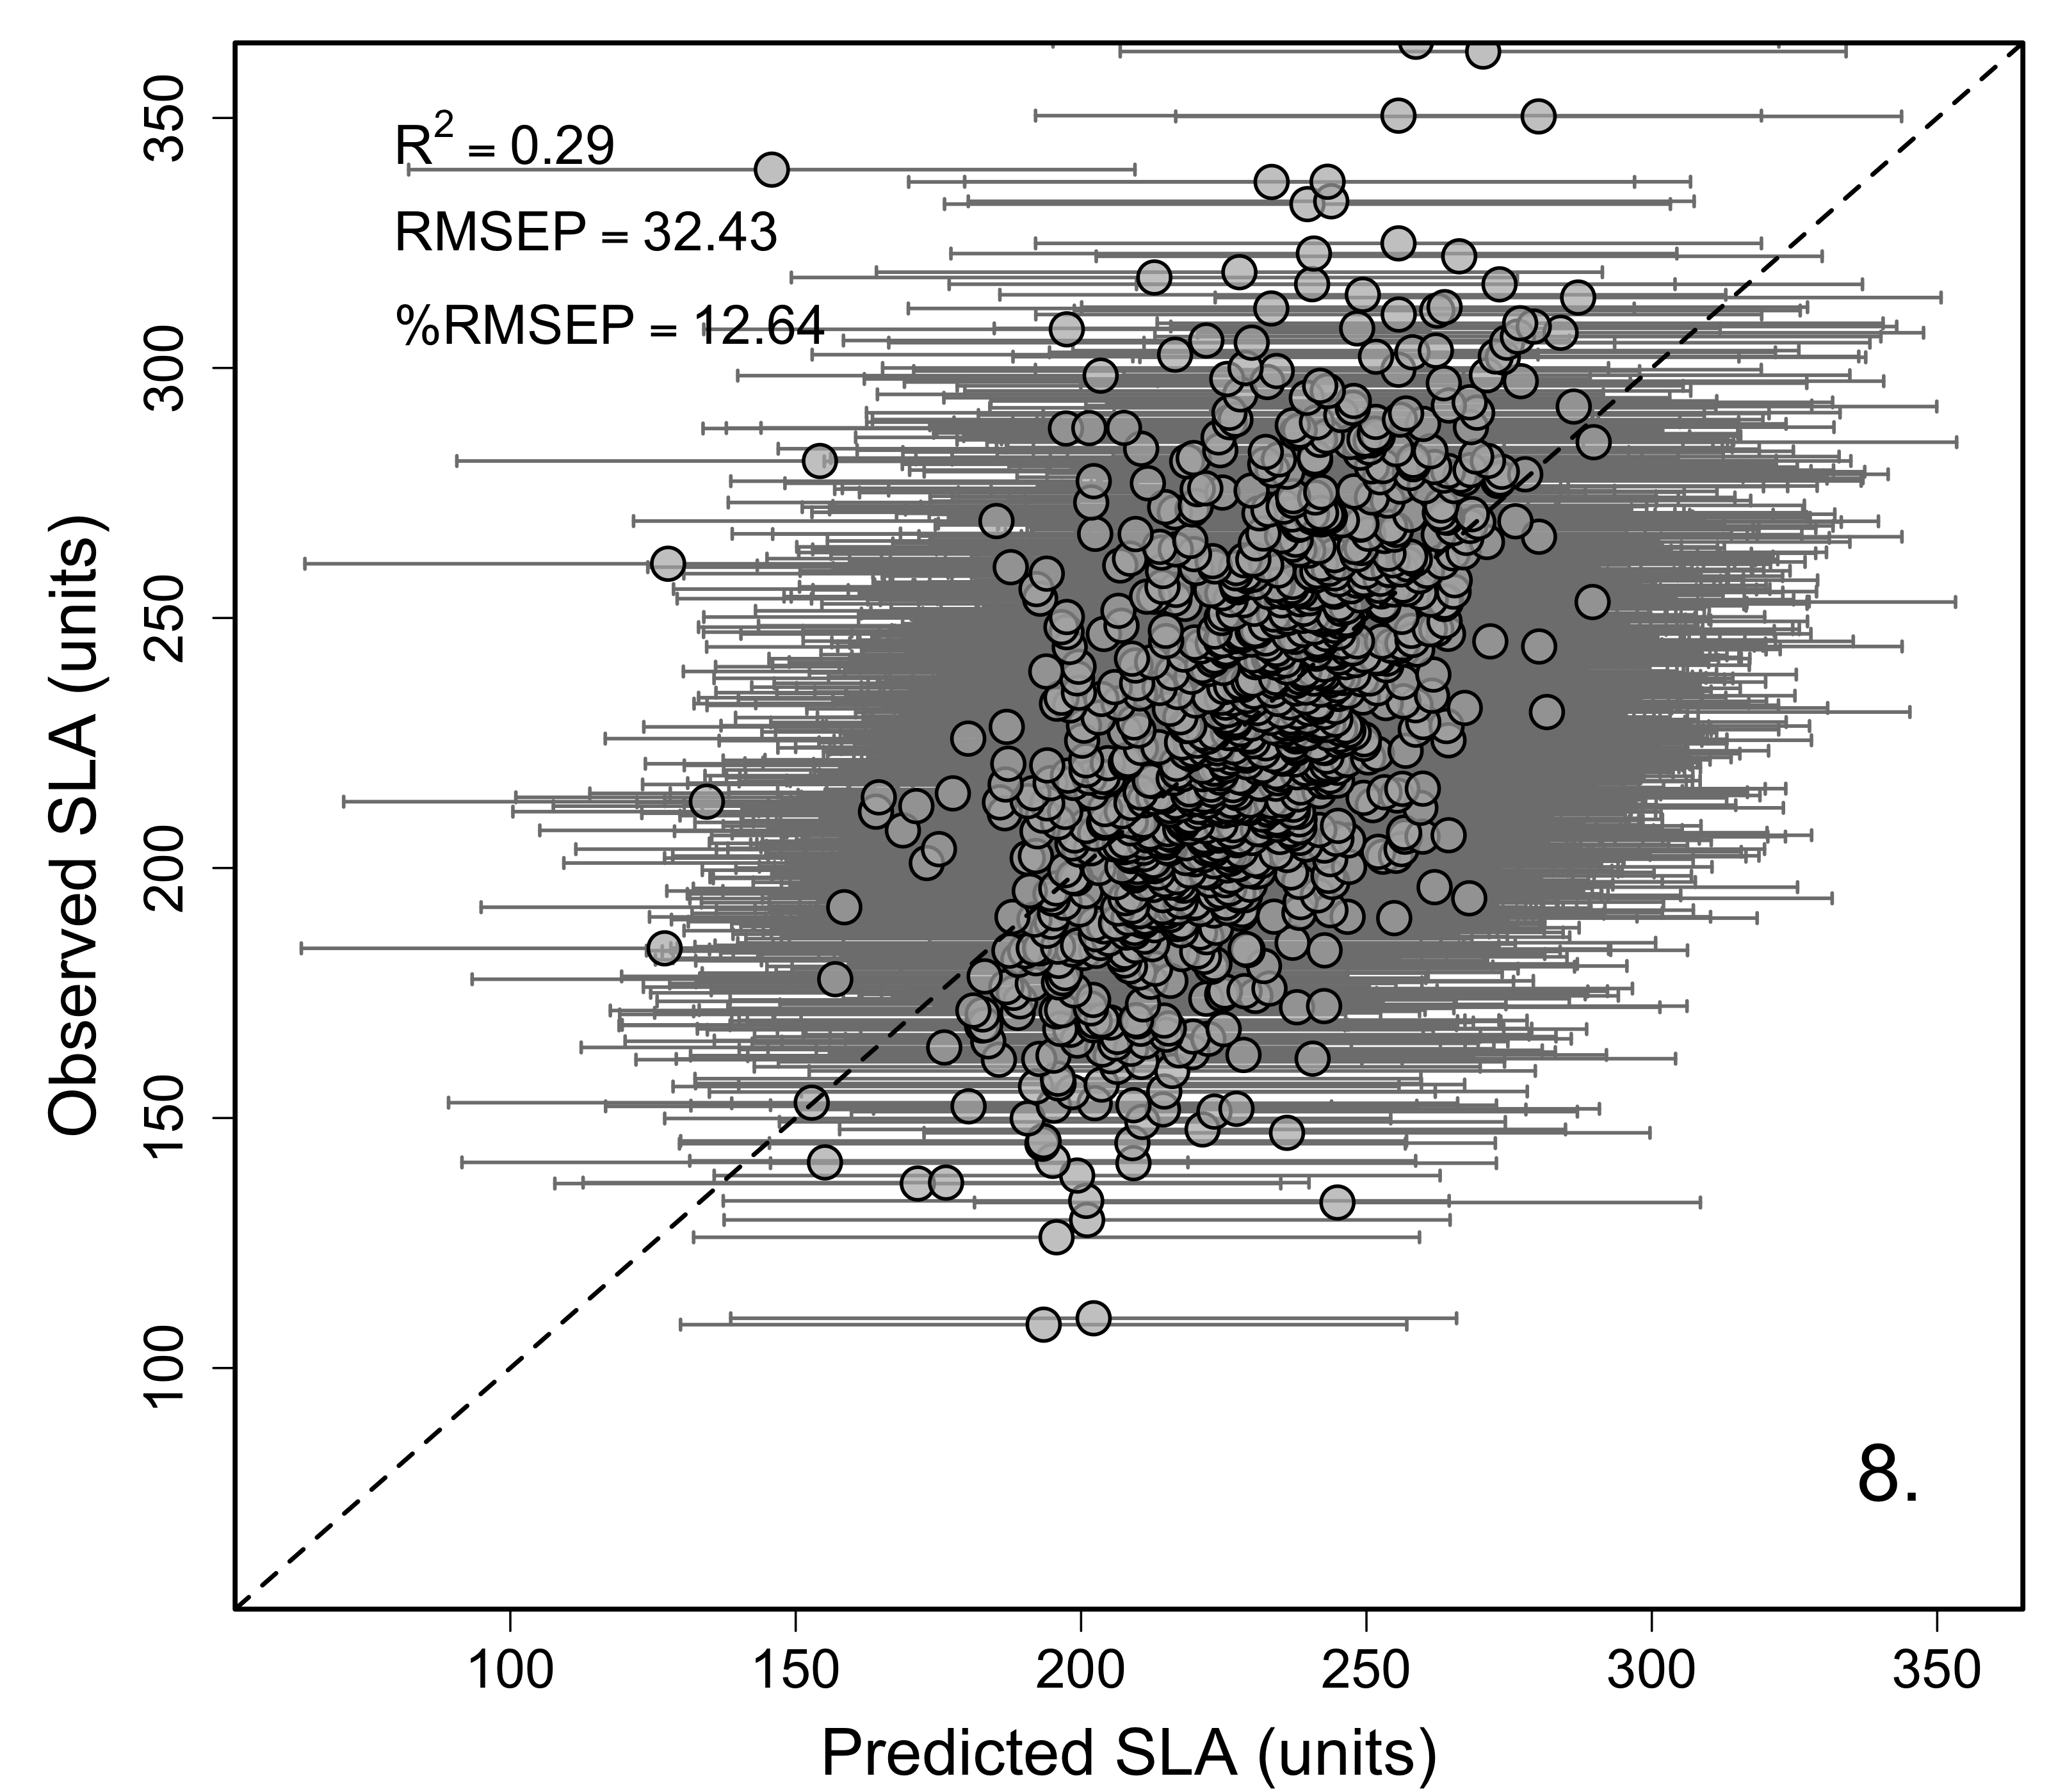 R² = 0.29
RMSEP = 32.43
%RMSEP = 12.64
Observed SLA (units)
350
300
250
200
150
100
8.
100 150 200 250 300 350
Predicted SLA (units)